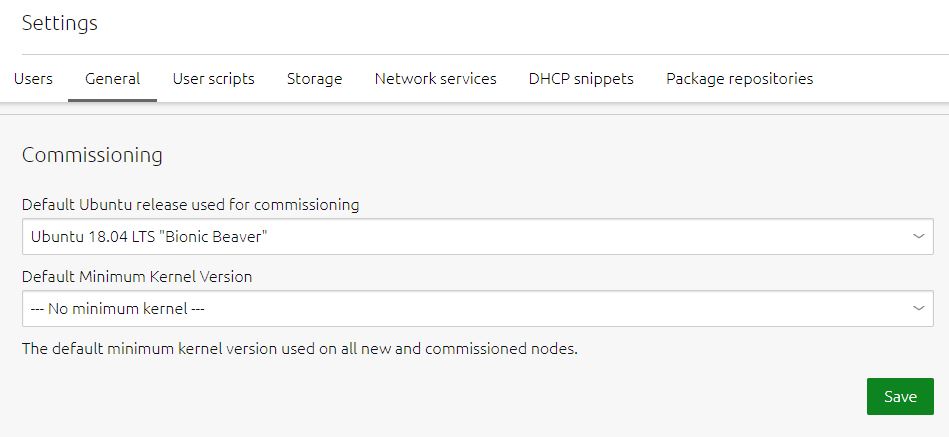 Settings
Users General User scripts Storage Network services DHCP snippets Package repositories
Commissioning
Default Ubuntu release used for commissioning
Ubuntu 18.04 LTS "Bionic Beaver"
Default Minimum Kernel Version
--- No minimum kernel ---
The default minimum kernel version used on all new and commissioned nodes.
Save